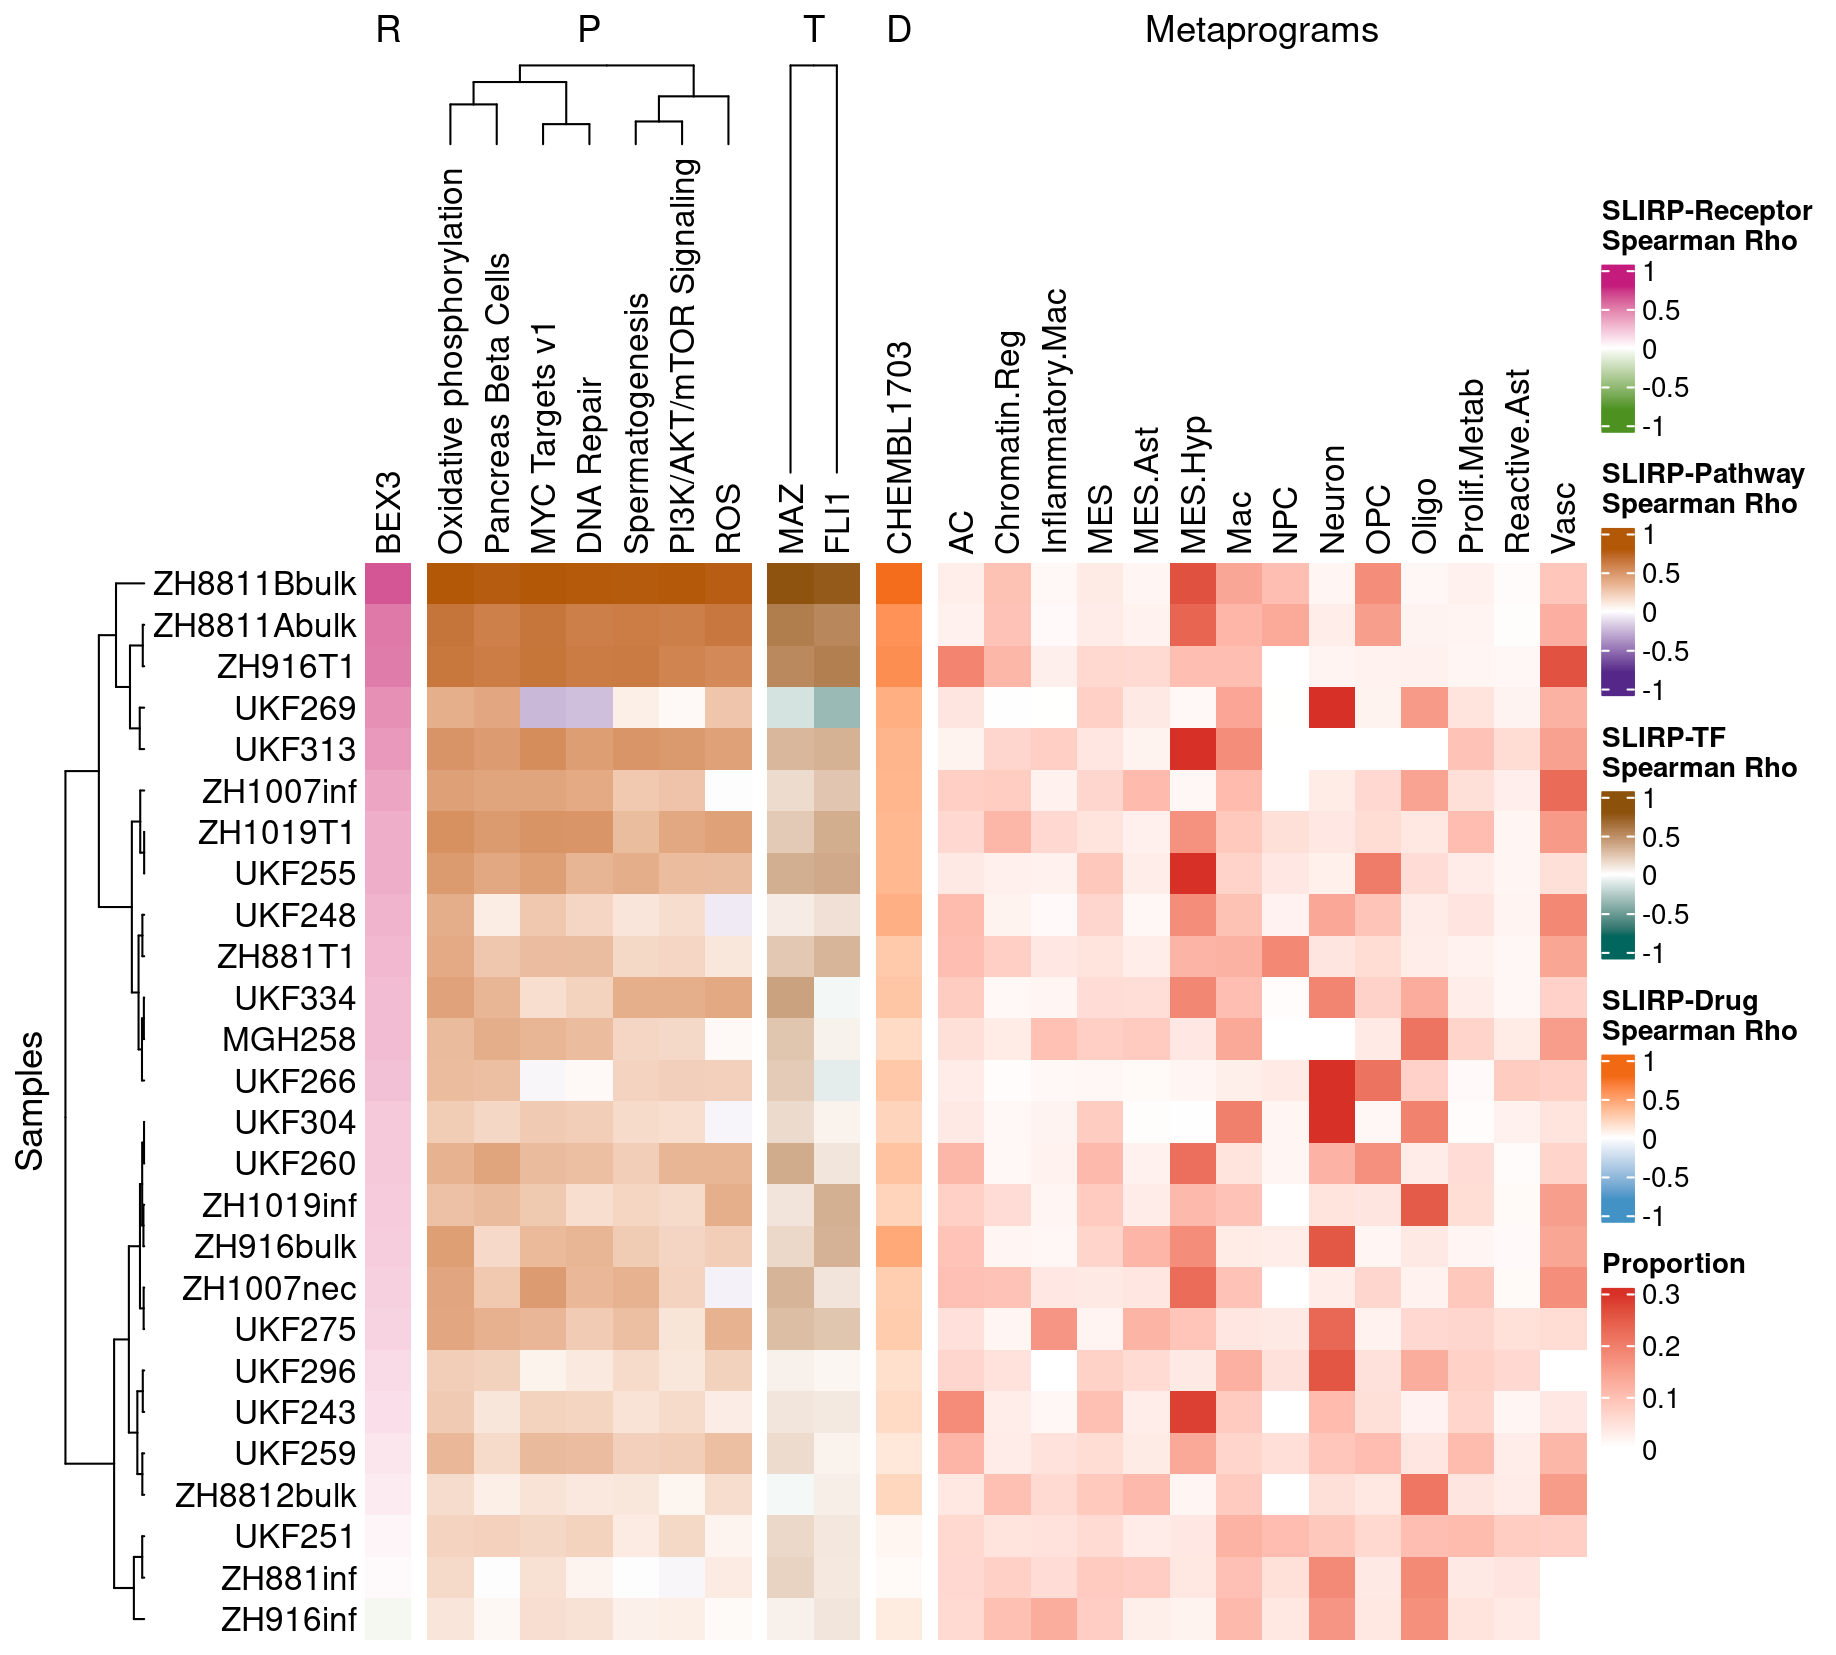 R
P
T
D
Metaprograms
BEX3
Oxidative phosphorylation
Pancreas Beta Cells
MYC Targets v1
DNA Repair
Spermatogenesis
PI3K/AKT/mTOR Signaling
ROS
MAZ
FLI1
CHEMBL1703
AC
Chromatin.Reg
Inflammatory.Mac
MES
MES.Ast
MES.Hyp
Mac
NPC
Neuron
OPC
Oligo
Prolif.Metab
Reactive.Ast
Vasc
Samples
ZH8811Bbulk
ZH8811Abulk
ZH916T1
UKF269
UKF313
ZH1007inf
ZH1019T1
UKF255
UKF248
ZH881T1
UKF334
MGH258
UKF266
UKF304
UKF260
ZH1019inf
ZH916bulk
ZH1007nec
UKF275
UKF296
UKF243
UKF259
ZH8812bulk
UKF251
ZH881inf
ZH916inf
SLIRP-Receptor
Spearman Rho
1
0.5
0
-0.5
-1
SLIRP-Pathway
Spearman Rho
1
0.5
0
-0.5
-1
SLIRP-TF
Spearman Rho
1
0.5
0
-0.5
-1
SLIRP-Drug
Spearman Rho
1
0.5
0
-0.5
-1
Proportion
0.3
0.2
0.1
0